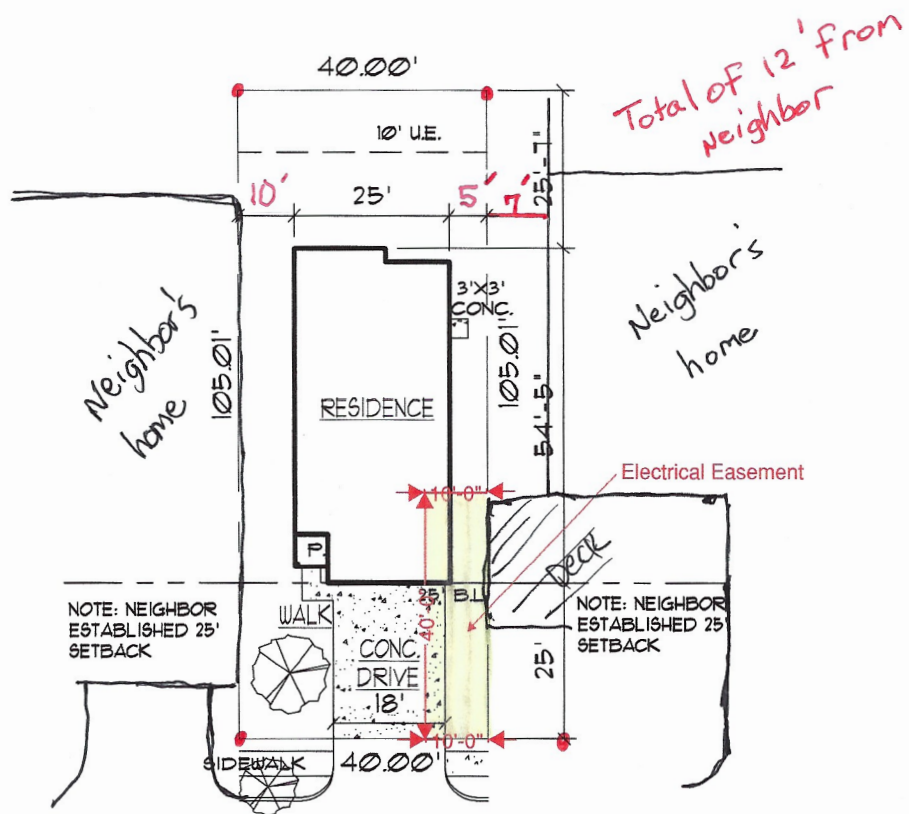 40.00'
Total of 12' from
Neighbor
10' U.E.
25'-7"
10'
25'
5'
7'
3'X3'
CONC.
Neighbor's
home
105.01'
RESIDENCE
105.01'
54'-5"
Neighbor's
home
Electrical Easement
10'-0"
Deck
P.
25' B.L.
NOTE: NEIGHBOR
ESTABLISHED 25'
SETBACK
WALK
40'-0"
NOTE: NEIGHBOR
ESTABLISHED 25'
SETBACK
CONC.
DRIVE
18'
25'
10'-0"
SIDEWALK
40.00'